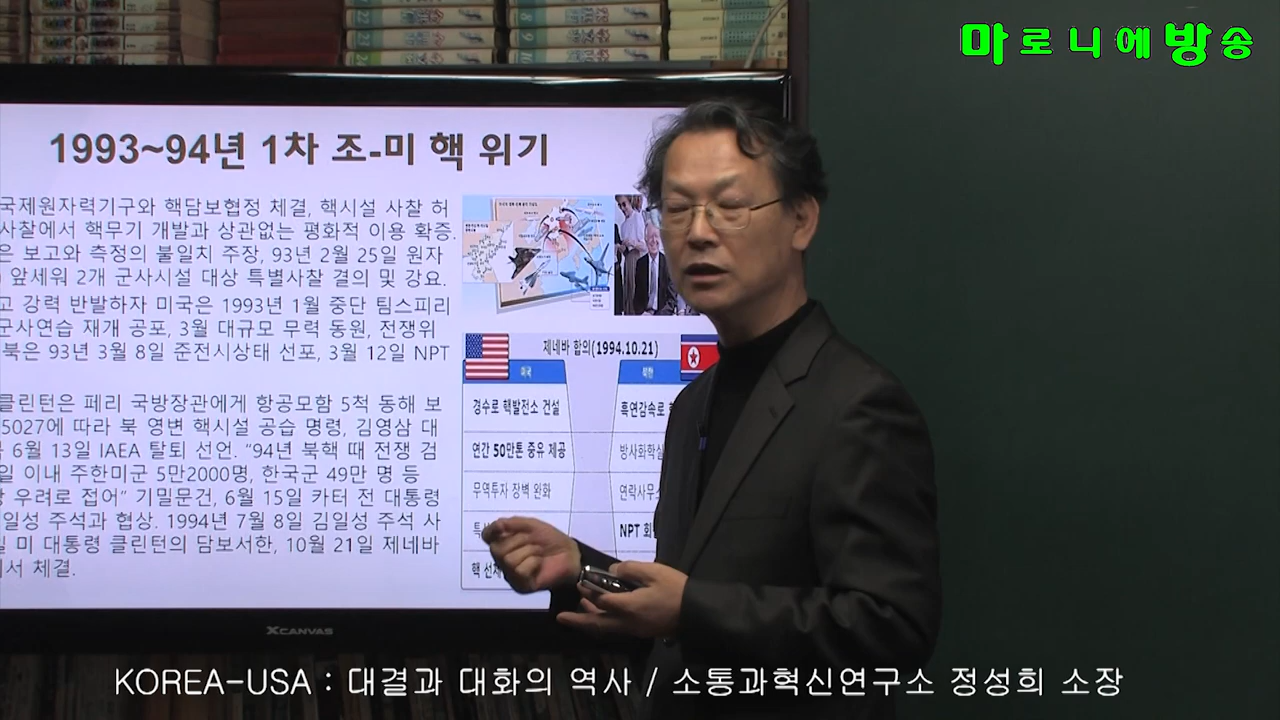 마로니에방송
1993~94년 1차 조-미 핵 위기
국제원자력기구와 핵담보협정 체결, 핵시설 사찰 허
사찰에서 핵무기 개발과 상관없는 평화적 이용 확증.
은 보고와 측정의 불일치 주장, 93년 2월 25일 원자
앞세워 2개 군사시설 대상 특별사찰 결의 및 강요.
고 강력 반발하자 미국은 1993년 1월 중단 팀스피리
군사연습 재개 공포, 3월 대규모 무력 동원, 전쟁위
북은 93년 3월 8일 준전시상태 선포, 3월 12일 NPT
클린턴은 페리 국방장관에게 항공모함 5척 동해 보
5027에 따라 북 영변 핵시설 공습 명령, 김영삼 대
6월 13일 IAEA 탈퇴 선언. “94년 북핵 때 전쟁 검
일 이내 주한미군 5만2000명, 한국군 49만 명 등
우려로 접어” 기밀문건, 6월 15일 카터 전 대통령
일성 주석과 협상. 1994년 7월 8일 김일성 주석 사
일 미 대통령 클린턴의 담보서한, 10월 21일 제네바
서 체결.
제네바 합의(1994.10.21)
미국 북한
경수로 핵발전소 건설 흑연감속로
연간 50만톤 중유 제공 방사화학실
무역투자 장벽 완화 연락사무소
NPT
핵
XCANVAS
KOREA-USA : 대결과 대화의 역사 / 소통과혁신연구소 정성희 소장